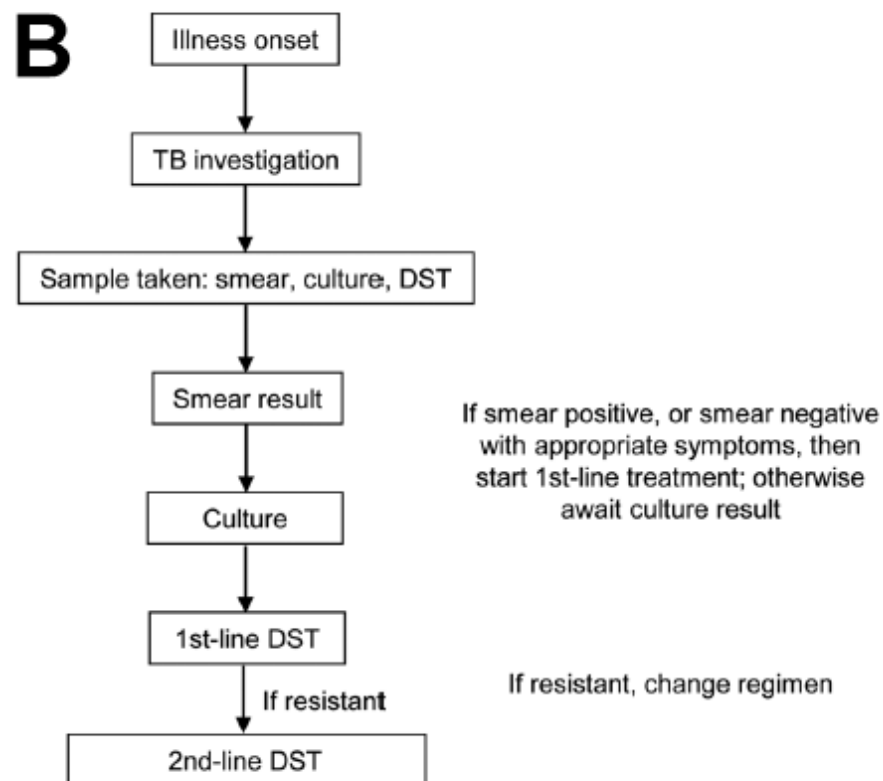 B
Illness onset
TB investigation
Sample taken: smear, culture, DST
Smear result
If smear positive, or smear negative
with appropriate symptoms, then
start 1st-line treatment; otherwise
await culture result
Culture
1st-line DST
If resistant
If resistant, change regimen
2nd-line DST